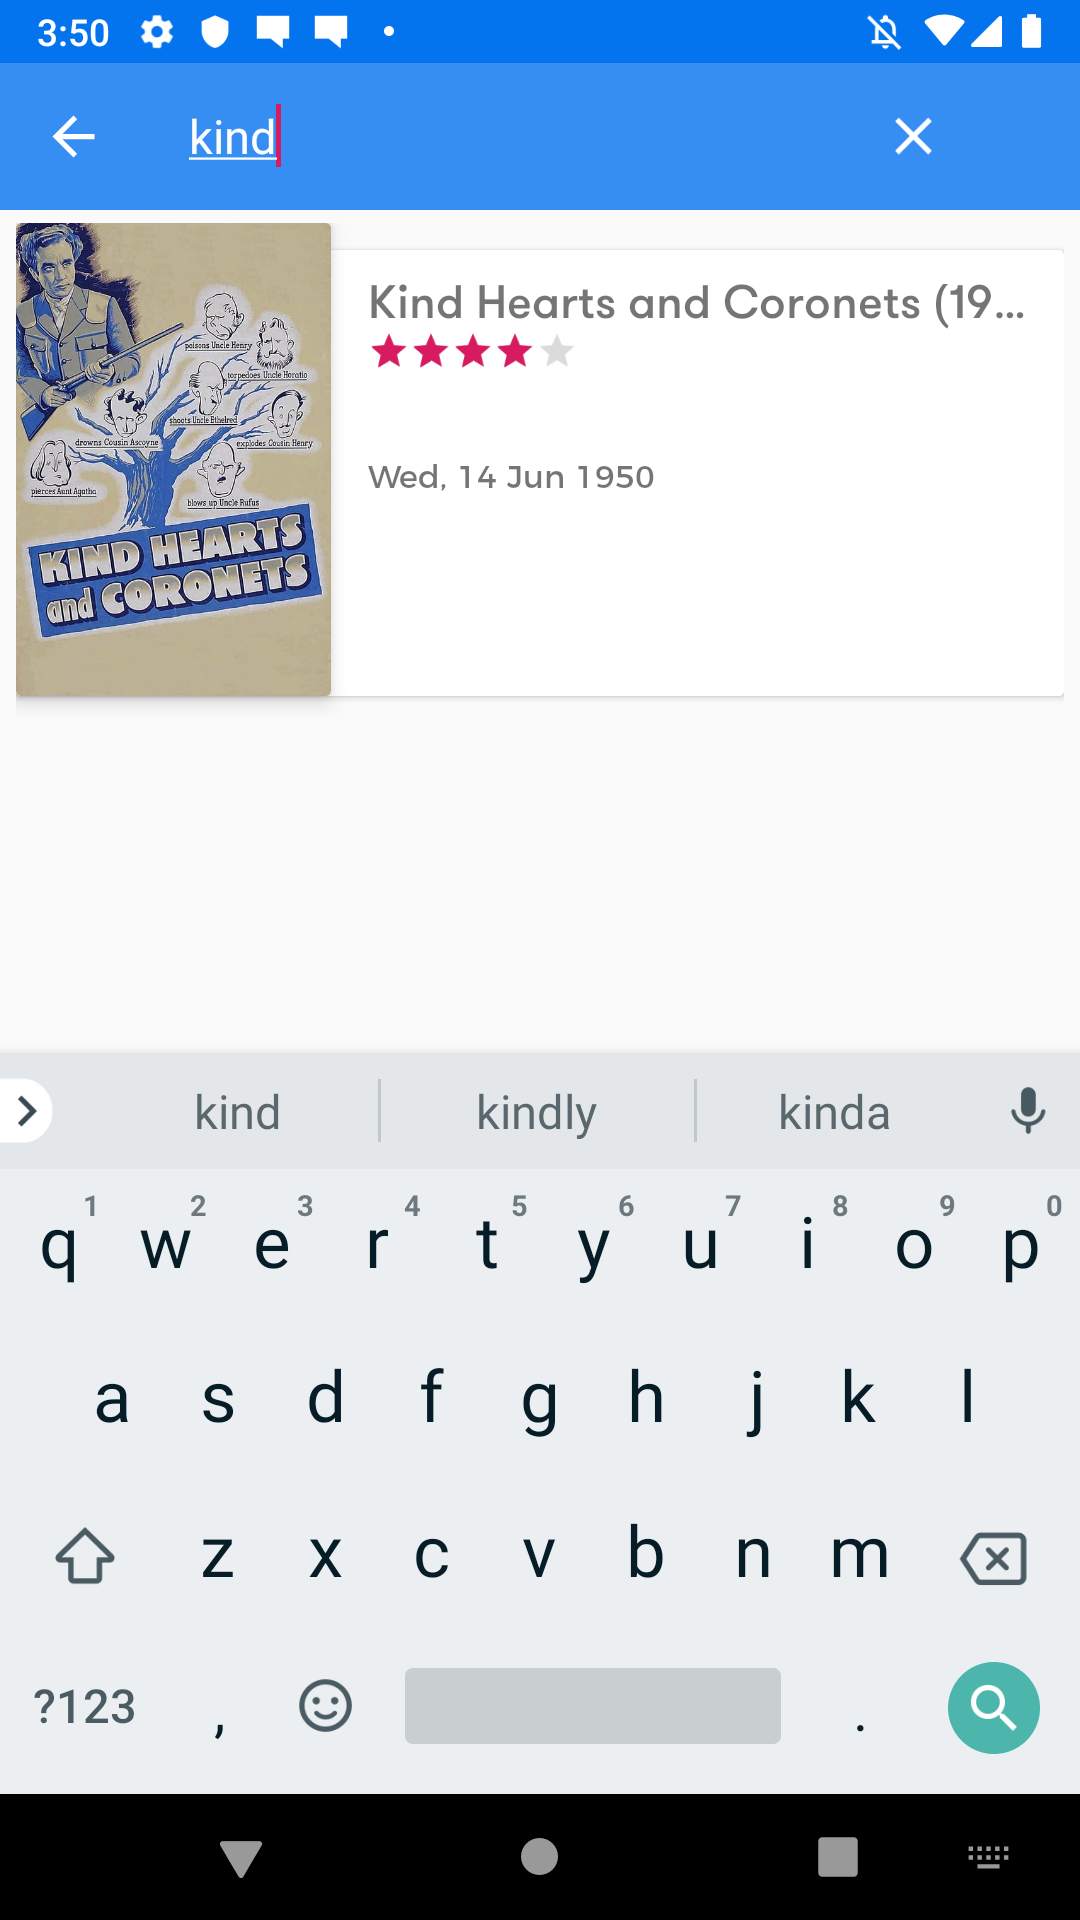 3:50
kind
poisons Uncle Henry
torpedoes Uncle Horatio
shoots Uncle Ethelred
drowns Cousin Ascoyne
explodes Cousin Henry
pierces Aunt Agatha
blows up Uncle Rufus
KIND HEARTS
and CORONETS
Kind Hearts and Coronets (19...
Wed, 14 Jun 1950
kind kindly kinda
1 2 3 4 5 6 7 8 9 0
q w e r t y u i o p
a s d f g h j k l
z x c v b n m
?123 , .